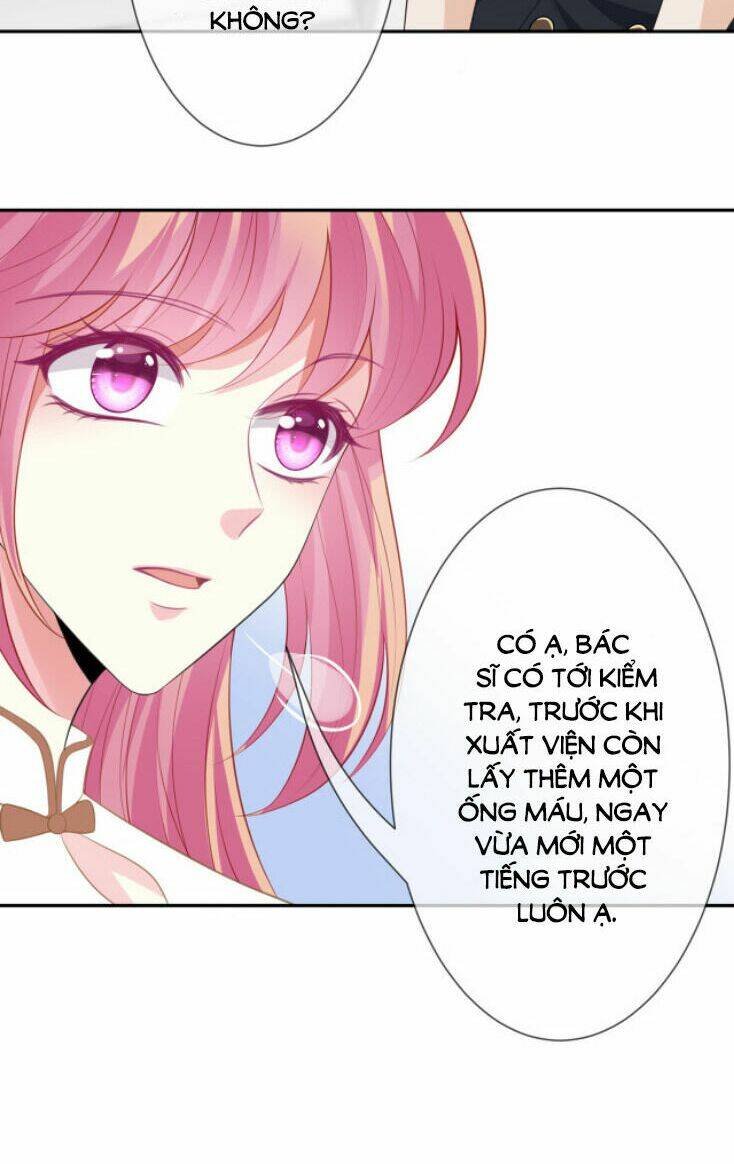 KHÔNG?
CÓ Ạ, BÁC
SĨ CÓ TỚI KIỂM
TRA, TRƯỚC KHI
XUẤT VIỆN CÒN
LẤY THÊM MỘT
ỐNG MÁU, NGAY
VỪA MỚI MỘT
TIẾNG TRƯỚC
LUÔN Ạ.